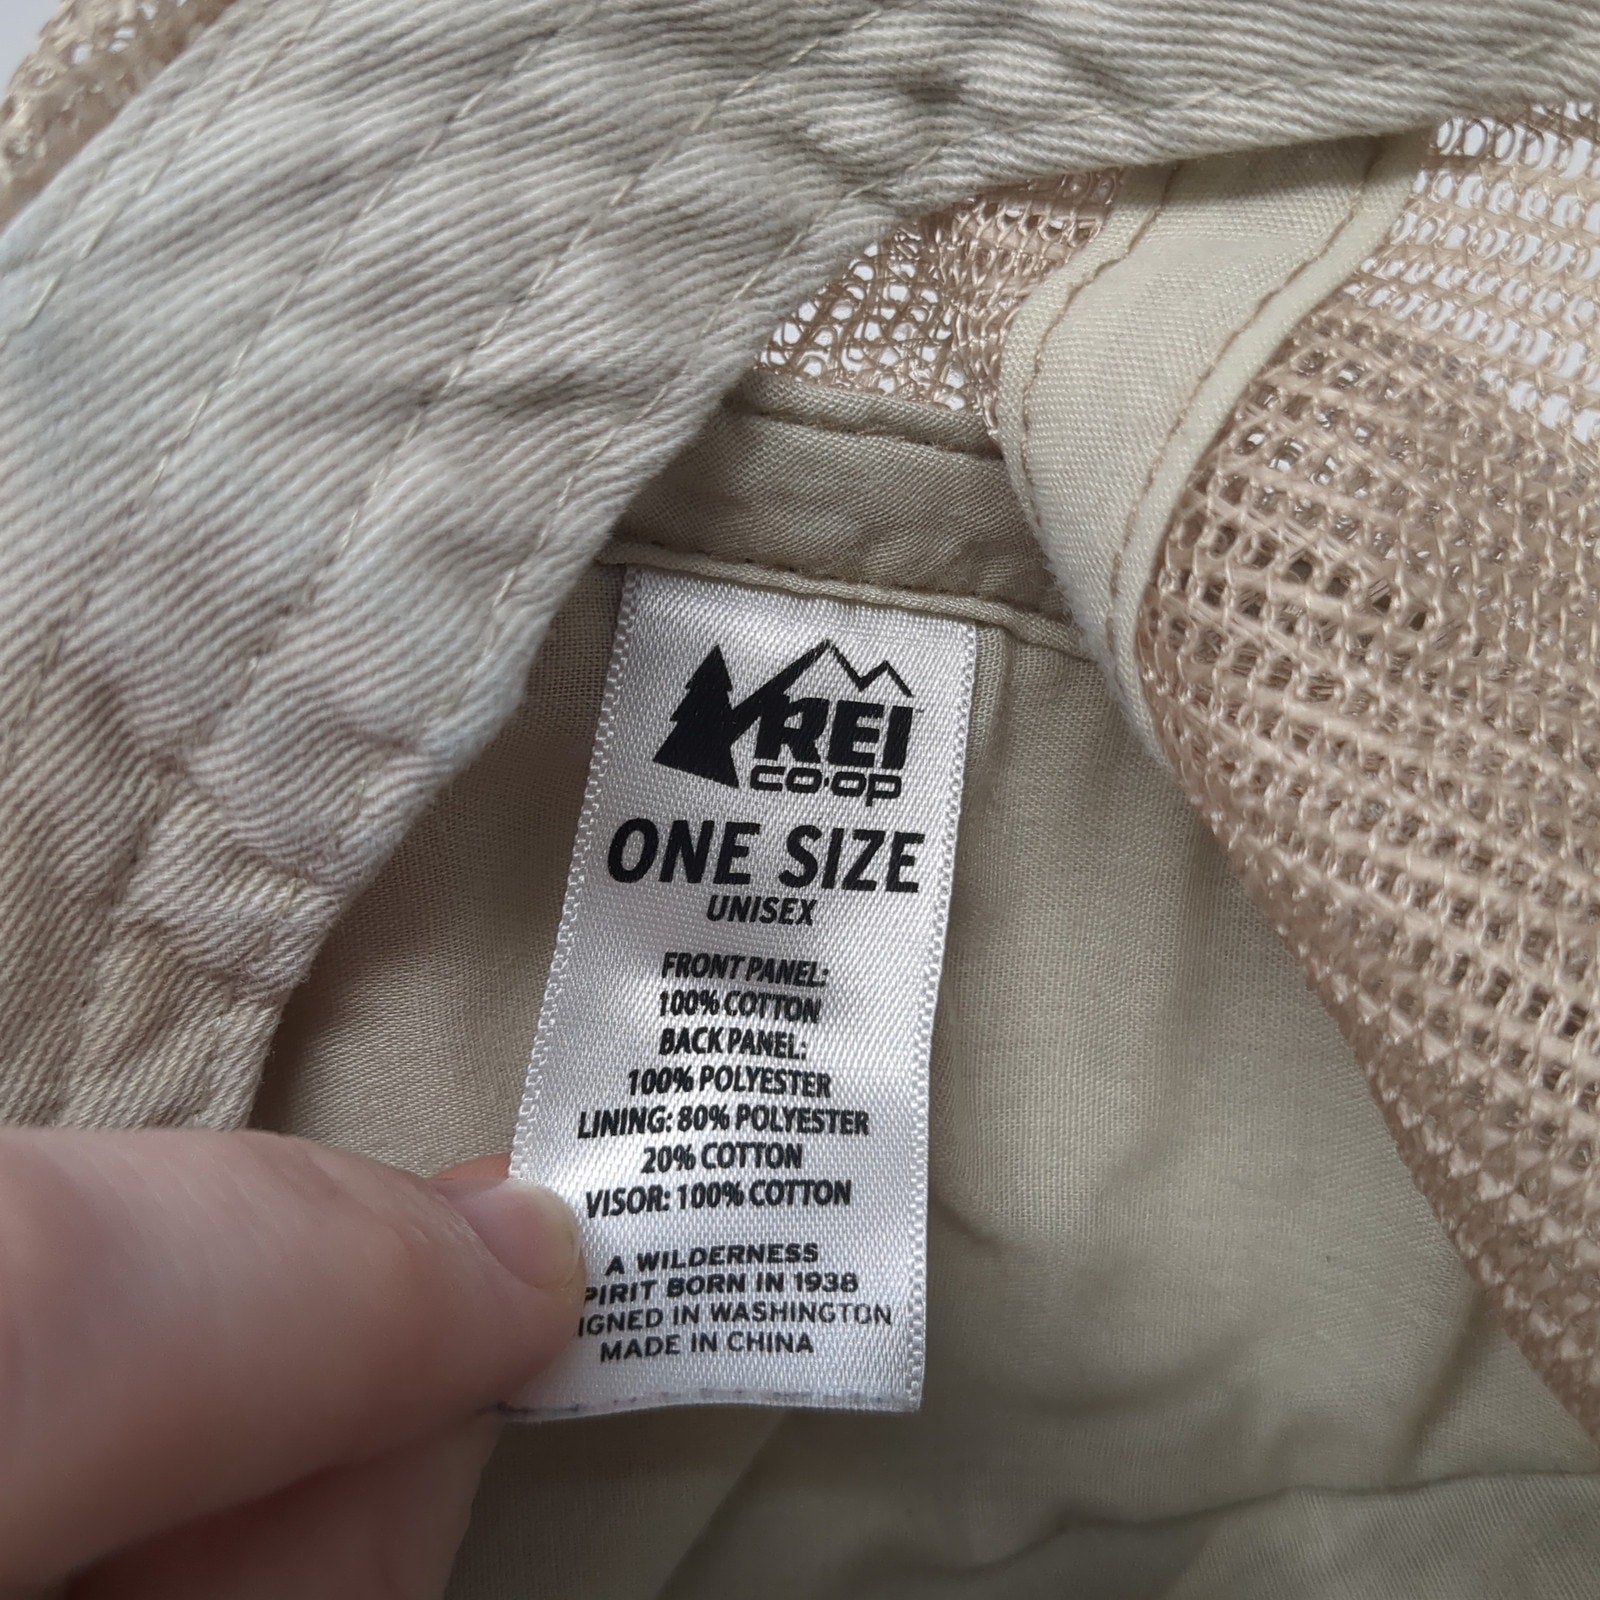 REI
CO·OP
ONE SIZE
UNISEX
FRONT PANEL:
100% COTTON
BACK PANEL:
100% POLYESTER
LINING: 80% POLYESTER
20% COTTON
VISOR: 100% COTTON
A WILDERNESS
PIRIT BORN IN 1938
IGNED IN WASHINGTON
MADE IN CHINA